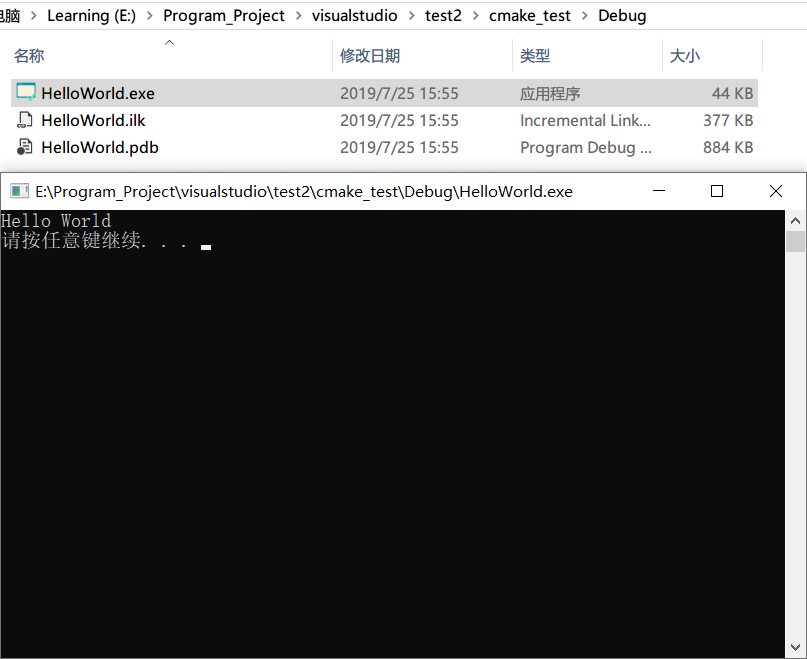 电脑 > Learning (E:) > Program_Project > visualstudio > test2 > cmake_test > Debug
名称 修改日期 类型 大小
HelloWorld.exe 2019/7/25 15:55 应用程序 44 KB
HelloWorld.ilk 2019/7/25 15:55 Incremental Link... 377 KB
HelloWorld.pdb 2019/7/25 15:55 Program Debug ... 884 KB
E:\Program_Project\visualstudio\test2\cmake_test\Debug\HelloWorld.exe
Hello World
请按任意键继续. . .